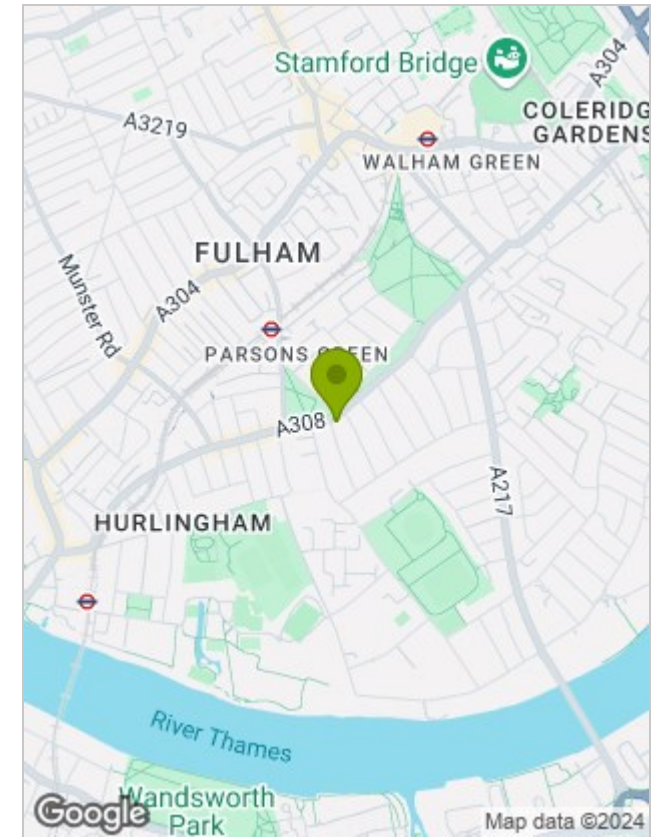 Stamford Bridge
A304
A3219
COLERIDG
GARDENS
WALHAM GREEN
FULHAM
Munster Rd
A304
PARSONS GREEN
A308
A217
HURLINGHAM
River Thames
Wandsworth
Park
Google
Map data ©2024